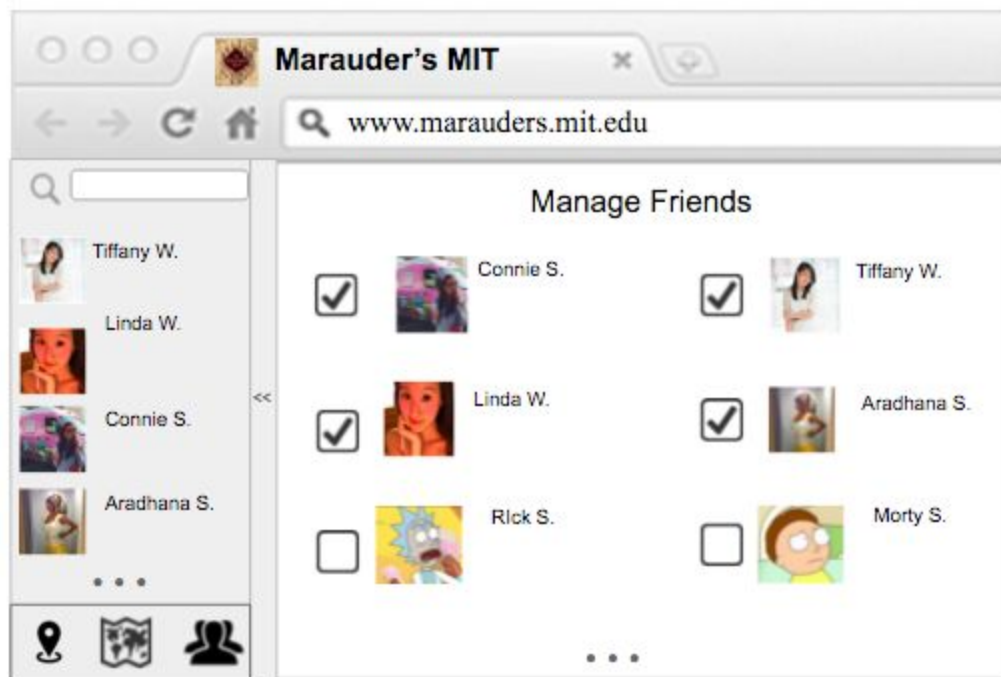 Marauder's MIT
www.marauders.mit.edu
Tiffany W.
Linda W.
Connie S.
Aradhana S.
<<
Manage Friends
Connie S.
Tiffany W.
Linda W.
Aradhana S.
RIck S.
Morty S.